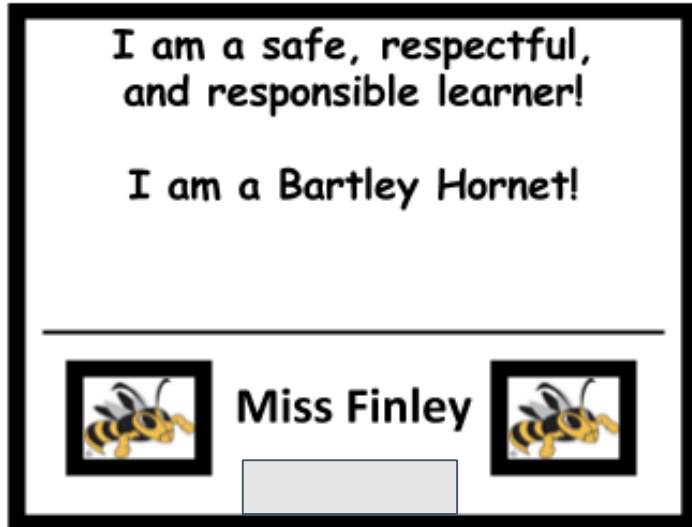 I am a safe, respectful,
and responsible learner!
I am a Bartley Hornet!
Miss Finley